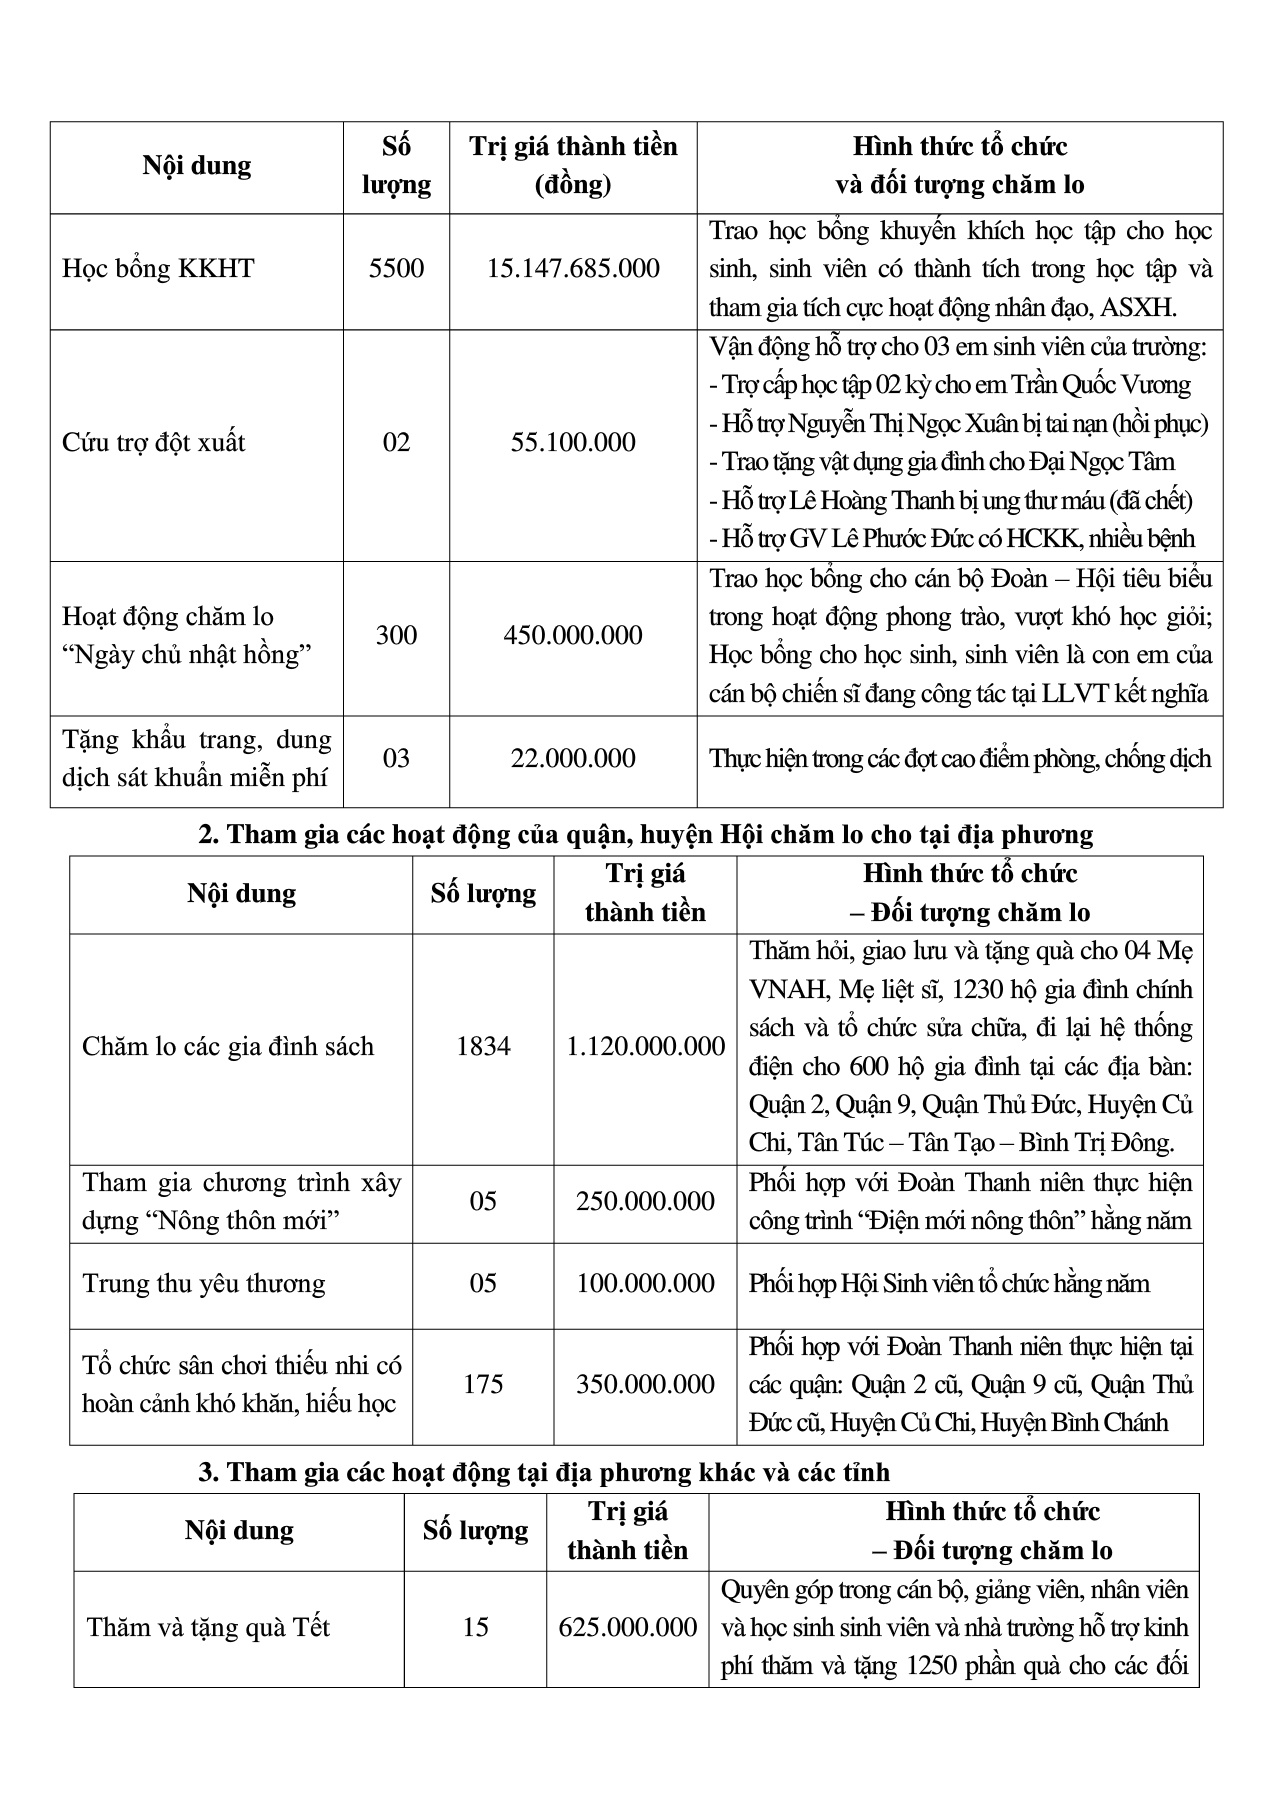 Nội dung
Số
lượng
Trị giá thành tiền
(đồng)
Hình thức tổ chức
và đối tượng chăm lo
Học bổng KKHT
5500
15.147.685.000
Trao học bổng khuyến khích học tập cho học
sinh, sinh viên có thành tích trong học tập và
tham gia tích cực hoạt động nhân đạo, ASXH.
Cứu trợ đột xuất
02
55.100.000
Vận động hỗ trợ cho 03 em sinh viên của trường:
- Trợ cấp học tập 02 kỳ cho em Trần Quốc Vương
- Hỗ trợ Nguyễn Thị Ngọc Xuân bị tai nạn (hồi phục)
- Trao tặng vật dụng gia đình cho Đại Ngọc Tâm
- Hỗ trợ Lê Hoàng Thanh bị ung thư máu (đã chết)
- Hỗ trợ GV Lê Phước Đức có HCKK, nhiều bệnh
Hoạt động chăm lo
“Ngày chủ nhật hồng”
300
450.000.000
Trao học bổng cho cán bộ Đoàn – Hội tiêu biểu
trong hoạt động phong trào, vượt khó học giỏi;
Học bổng cho học sinh, sinh viên là con em của
cán bộ chiến sĩ đang công tác tại LLVT kết nghĩa
Tặng khẩu trang, dung
dịch sát khuẩn miễn phí
03
22.000.000
Thực hiện trong các đợt cao điểm phòng, chống dịch
2. Tham gia các hoạt động của quận, huyện Hội chăm lo cho tại địa phương
Nội dung
Số lượng
Trị giá
thành tiền
Hình thức tổ chức
– Đối tượng chăm lo
Chăm lo các gia đình sách
1834
1.120.000.000
Thăm hỏi, giao lưu và tặng quà cho 04 Mẹ
VNAH, Mẹ liệt sĩ, 1230 hộ gia đình chính
sách và tổ chức sửa chữa, đi lại hệ thống
điện cho 600 hộ gia đình tại các địa bàn:
Quận 2, Quận 9, Quận Thủ Đức, Huyện Củ
Chi, Tân Túc – Tân Tạo – Bình Trị Đông.
Tham gia chương trình xây
dựng “Nông thôn mới”
05
250.000.000
Phối hợp với Đoàn Thanh niên thực hiện
công trình “Điện mới nông thôn” hằng năm
Trung thu yêu thương
05
100.000.000
Phối hợp Hội Sinh viên tổ chức hằng năm
Tổ chức sân chơi thiếu nhi có
hoàn cảnh khó khăn, hiếu học
175
350.000.000
Phối hợp với Đoàn Thanh niên thực hiện tại
các quận: Quận 2 cũ, Quận 9 cũ, Quận Thủ
Đức cũ, Huyện Củ Chi, Huyện Bình Chánh
3. Tham gia các hoạt động tại địa phương khác và các tỉnh
Nội dung
Số lượng
Trị giá
thành tiền
Hình thức tổ chức
– Đối tượng chăm lo
Thăm và tặng quà Tết
15
625.000.000
Quyên góp trong cán bộ, giảng viên, nhân viên
và học sinh sinh viên và nhà trường hỗ trợ kinh
phí thăm và tặng 1250 phần quà cho các đối